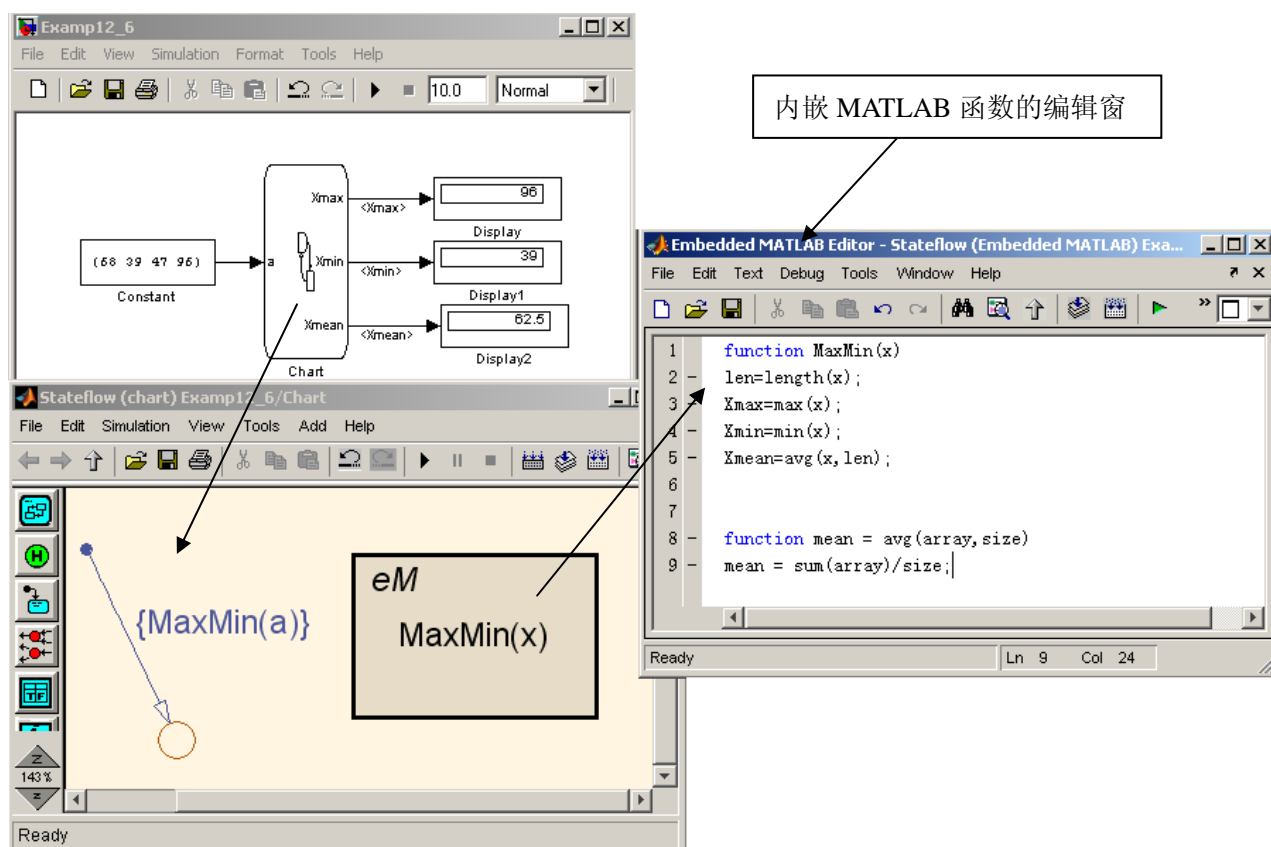 Examp12_6
File Edit View Simulation Format Tools Help
10.0 Normal
Xmax
<Xmax>
96
Display
(68 39 47 96)
Constant
a
Xmin
<Xmin>
39
Display1
Xmean
<Xmean>
62.5
Display2
Chart
内嵌 MATLAB 函数的编辑窗
Embedded MATLAB Editor - Stateflow (Embedded MATLAB) Exa...
File Edit Text Debug Tools Window Help
1 function MaxMin(x)
2 - len=length(x);
3 - Xmax=max(x);
4 - Xmin=min(x);
5 - Xmean=avg(x,len);
6
7
8 - function mean = avg(array,size)
9 - mean = sum(array)/size;
Ready
Ln 9 Col 24
Stateflow (chart) Examp12_6/Chart
File Edit Simulation View Tools Add Help
H
TF
Z
143%
z
{MaxMin(a)}
eM
MaxMin(x)
Ready